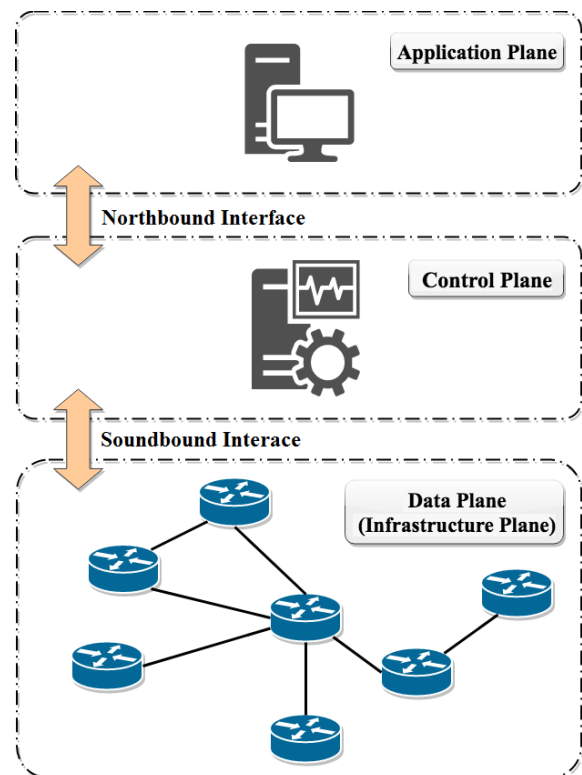 Application Plane
Northbound Interface
Control Plane
Soundbound Interace
Data Plane
(Infrastructure Plane)